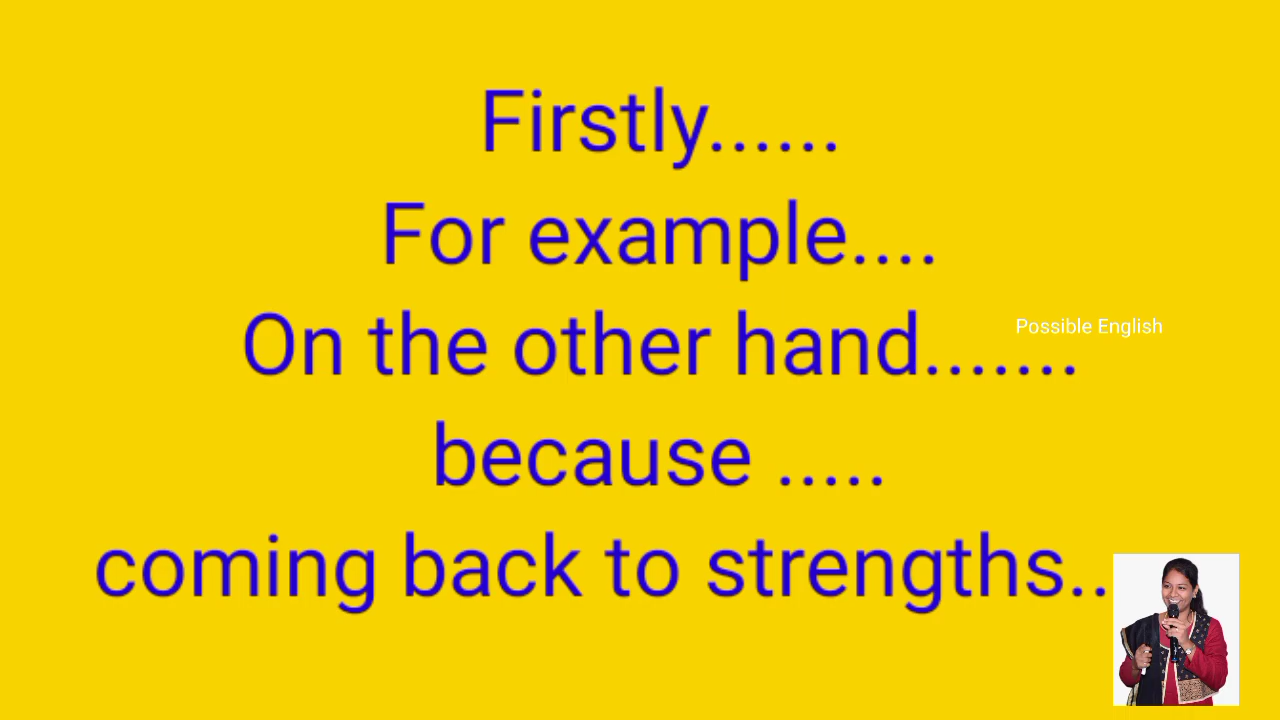 Firstly......
For example....
On the other hand.......
Possible English
because .....
coming back to strengths..